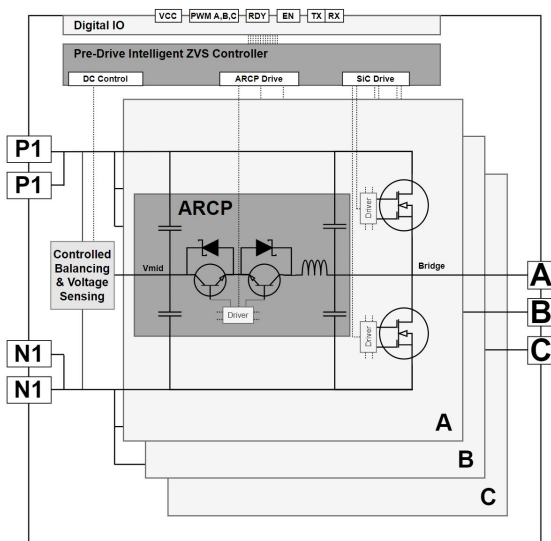 VCC
PWM A,B,C
RDY
EN
TX
RX
Digital IO
Pre-Drive Intelligent ZVS Controller
DC Control
ARCP Drive
SiC Drive
P1
P1
ARCP
Driver
Controlled
Balancing
& Voltage
Sensing
Vmid
Bridge
A
B
C
Driver
Driver
N1
N1
A
B
C